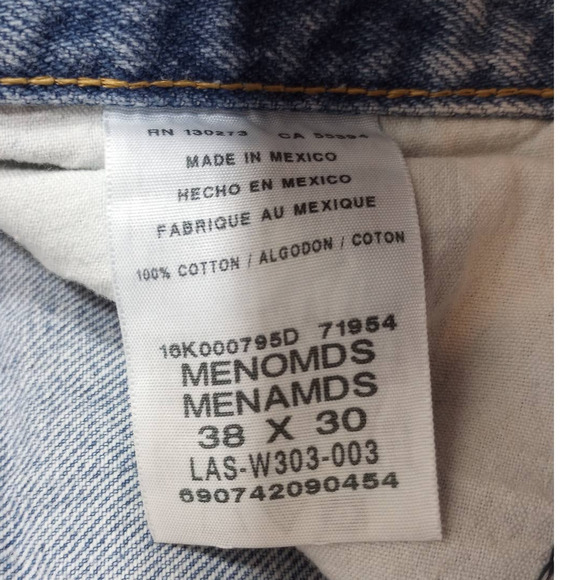 RN 130273 CA 55394
MADE IN MEXICO
HECHO EN MEXICO
FABRIQUE AU MEXIQUE
100% COTTON / ALGODON / COTON
16K000795D 71954
MENOMDS
MENAMDS
38 X 30
LAS-W303-003
690742090454